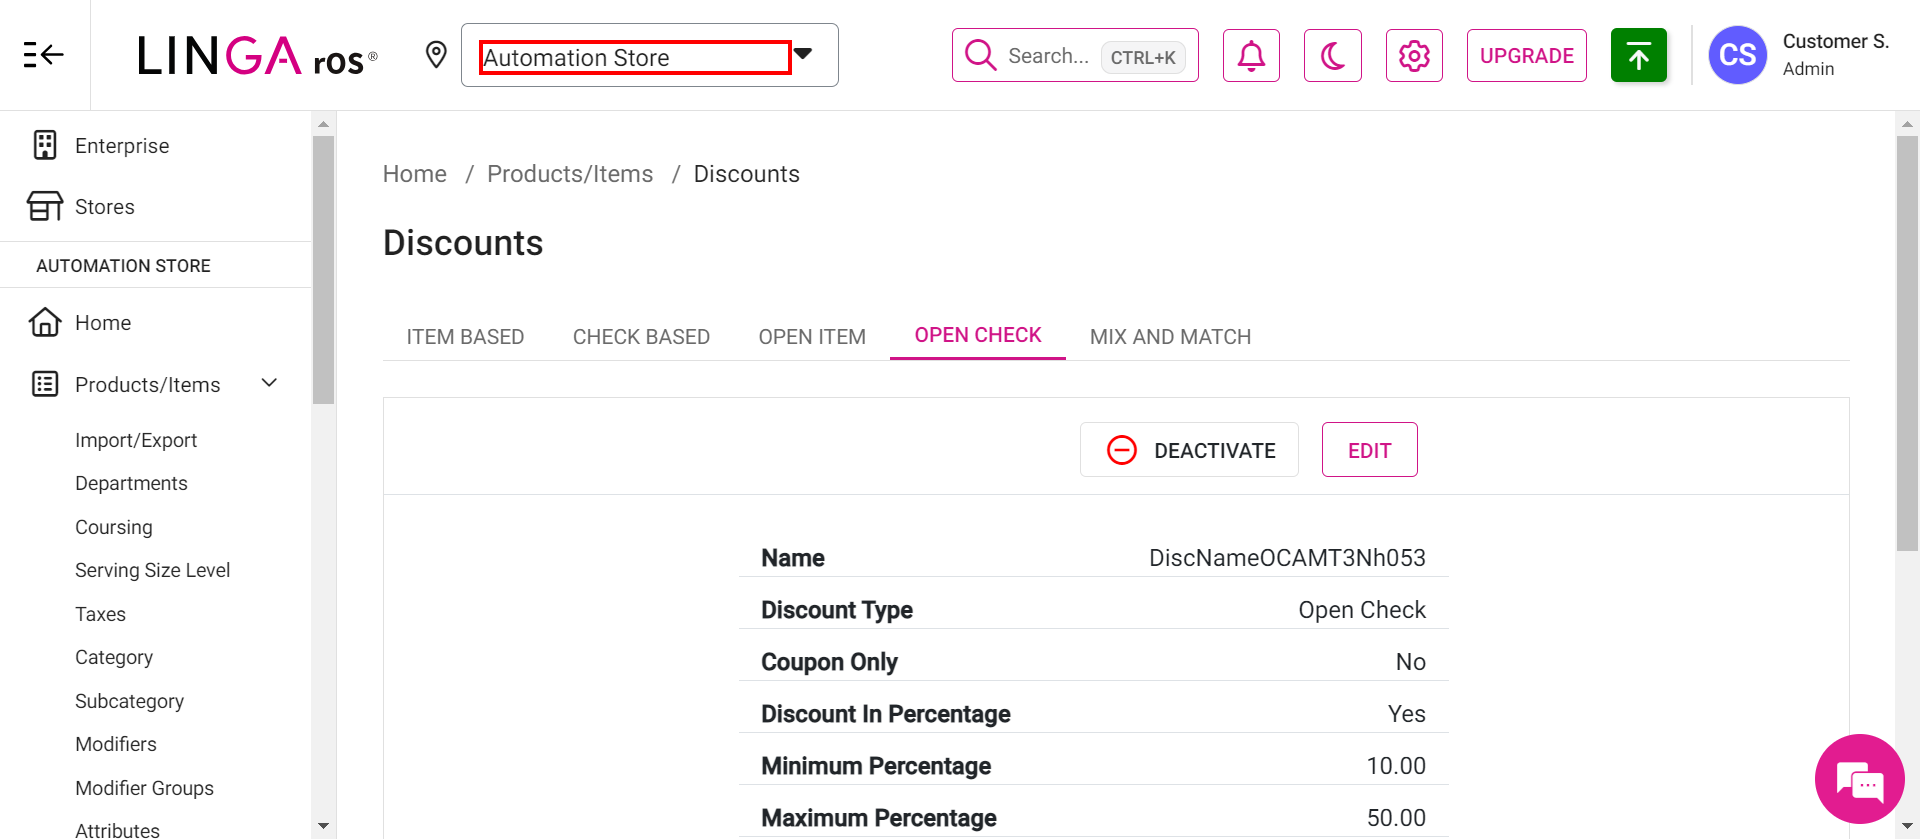 LINGA ros®
Automation Store
Search... CTRL+K
UPGRADE
CS
Customer S.
Admin
Enterprise
Stores
AUTOMATION STORE
Home
Products/Items
Import/Export
Departments
Coursing
Serving Size Level
Taxes
Category
Subcategory
Modifiers
Modifier Groups
Attributes
Home / Products/Items / Discounts
Discounts
ITEM BASED CHECK BASED OPEN ITEM OPEN CHECK MIX AND MATCH
DEACTIVATE EDIT
Name DiscNameOCAMT3Nh053
Discount Type Open Check
Coupon Only No
Discount In Percentage Yes
Minimum Percentage 10.00
Maximum Percentage 50.00